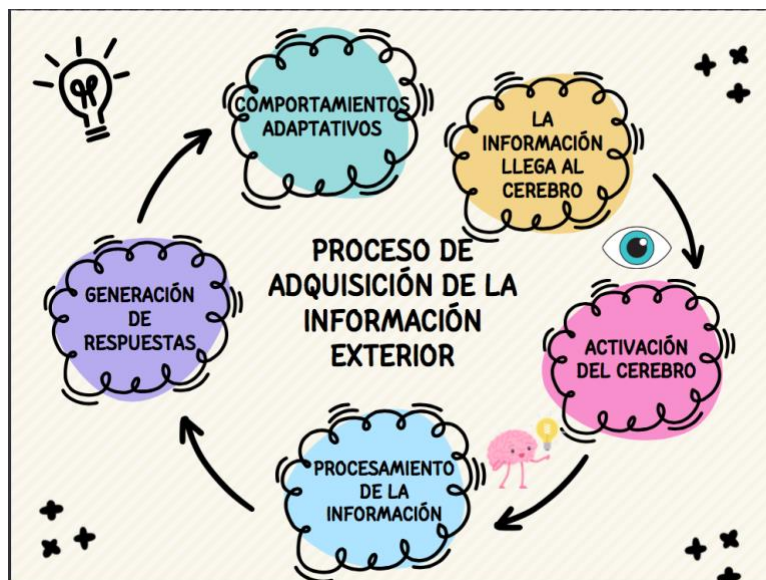 PROCESO DE
ADQUISICIÓN DE LA
INFORMACIÓN
EXTERIOR
LA
INFORMACIÓN
LLEGA AL
CEREBRO
ACTIVACIÓN
DEL CEREBRO
PROCESAMIENTO
DE LA
INFORMACIÓN
GENERACIÓN
DE
RESPUESTAS
COMPORTAMIENTOS
ADAPTATIVOS